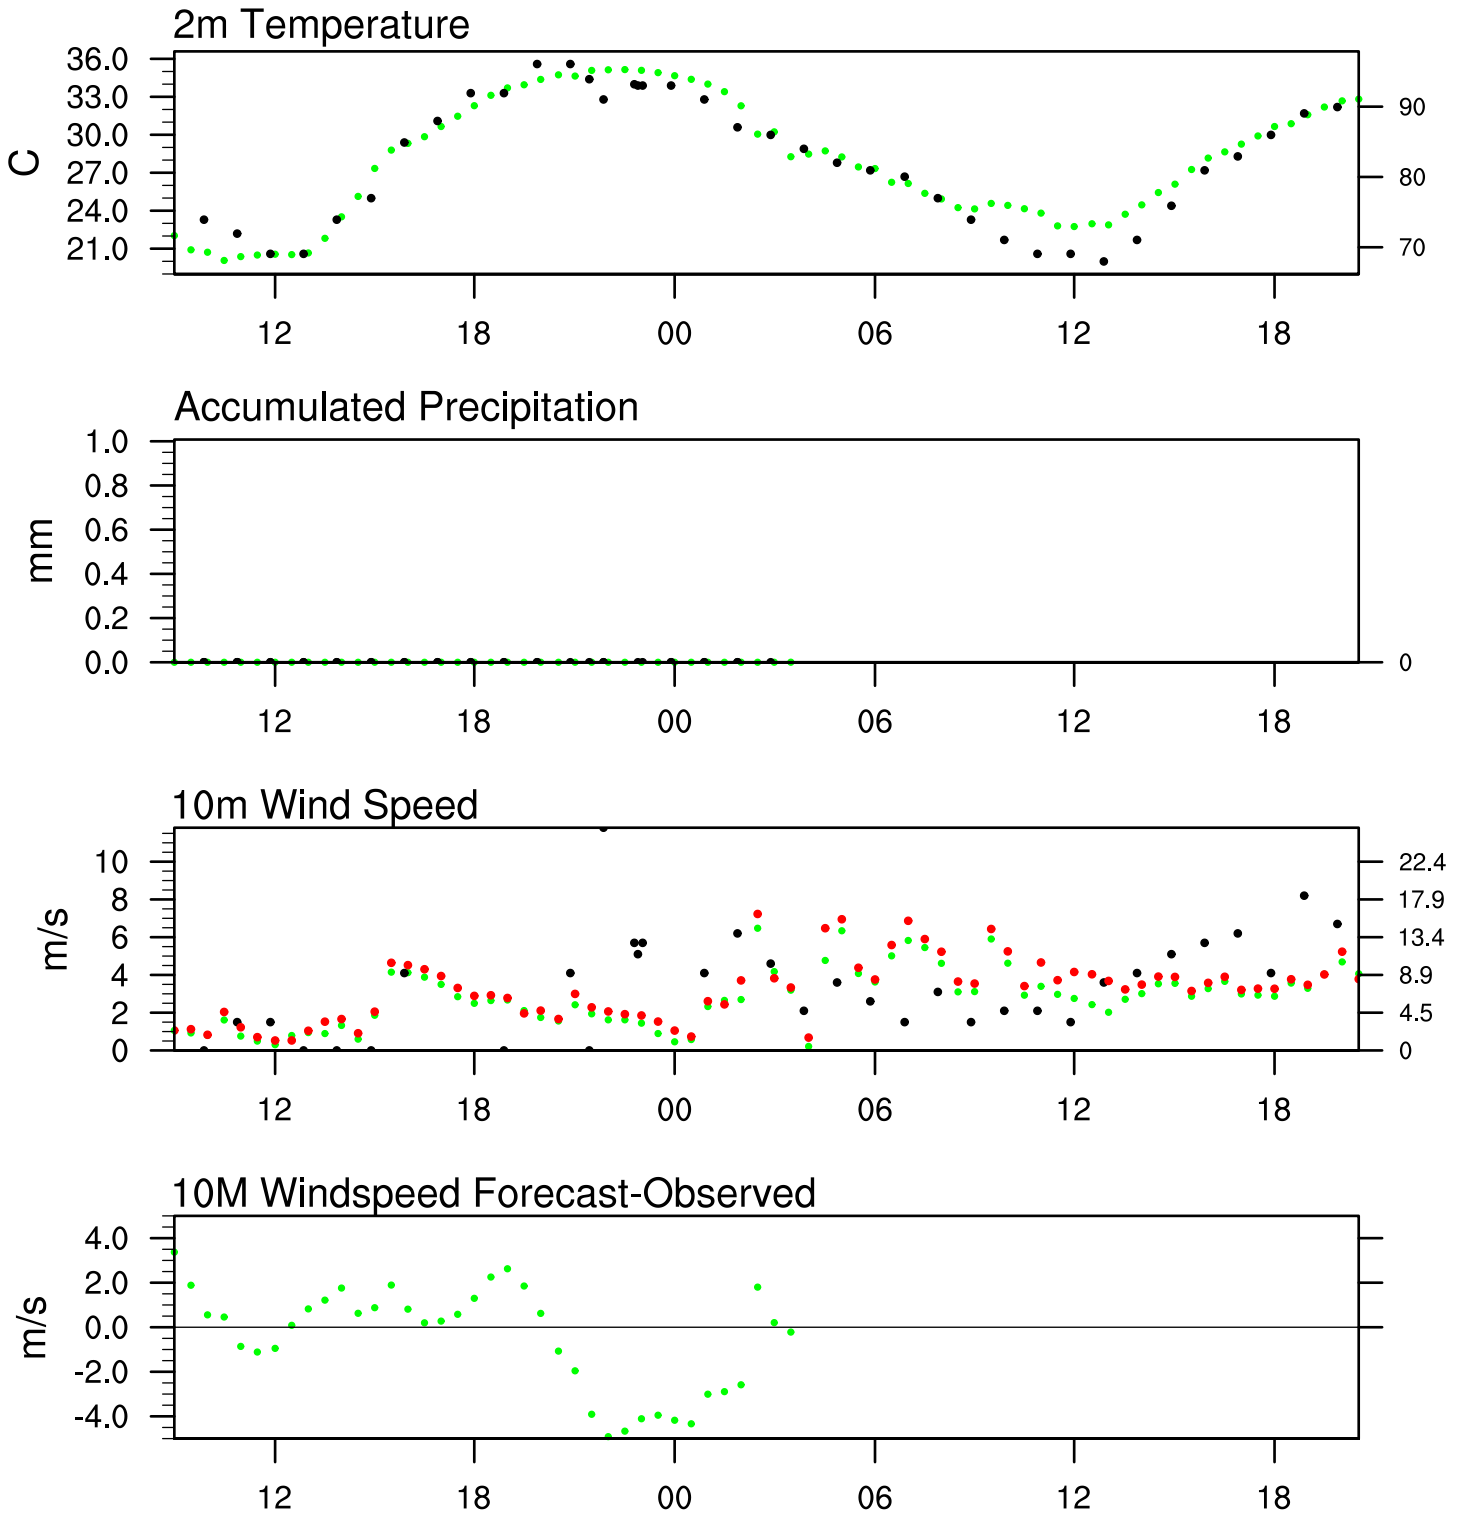 2m Temperature
36.0
33.0
30.0
27.0
24.0
21.0
C
90
80
70
12 18 00 06 12 18
Accumulated Precipitation
1.0
0.8
0.6
0.4
0.2
0.0
mm
0
12 18 00 06 12 18
10m Wind Speed
10
8
6
4
2
0
m/s
22.4
17.9
13.4
8.9
4.5
0
12 18 00 06 12 18
10M Windspeed Forecast-Observed
4.0
2.0
0.0
-2.0
-4.0
m/s
12 18 00 06 12 18